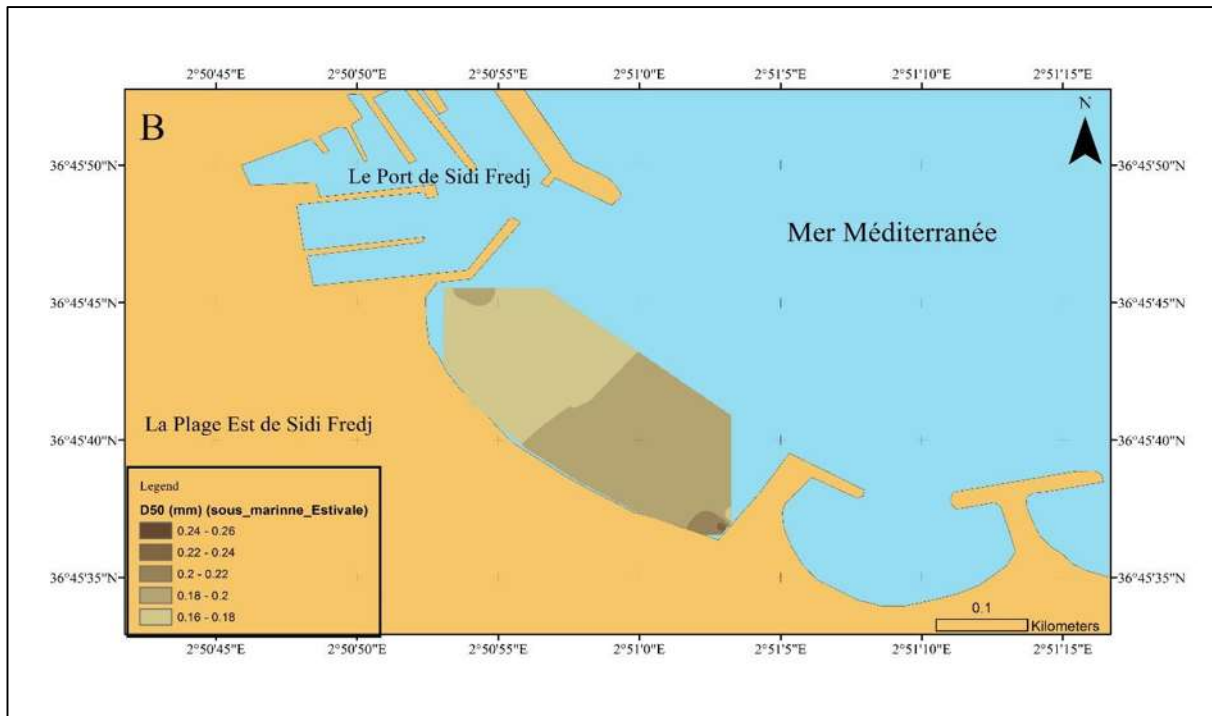 2°50'45"E 2°50'50"E 2°50'55"E 2°51'0"E 2°51'5"E 2°51'10"E 2°51'15"E
B
N
36°45'50"N 36°45'50"N
Le Port de Sidi Fredj
Mer Méditerranée
36°45'45"N 36°45'45"N
La Plage Est de Sidi Fredj
36°45'40"N 36°45'40"N
Legend
D50 (mm) (sous_marinne_Estivale)
0.24 - 0.26
0.22 - 0.24
0.2 - 0.22
0.18 - 0.2
0.16 - 0.18
36°45'35"N 36°45'35"N
0.1
Kilometers
2°50'45"E 2°50'50"E 2°50'55"E 2°51'0"E 2°51'5"E 2°51'10"E 2°51'15"E